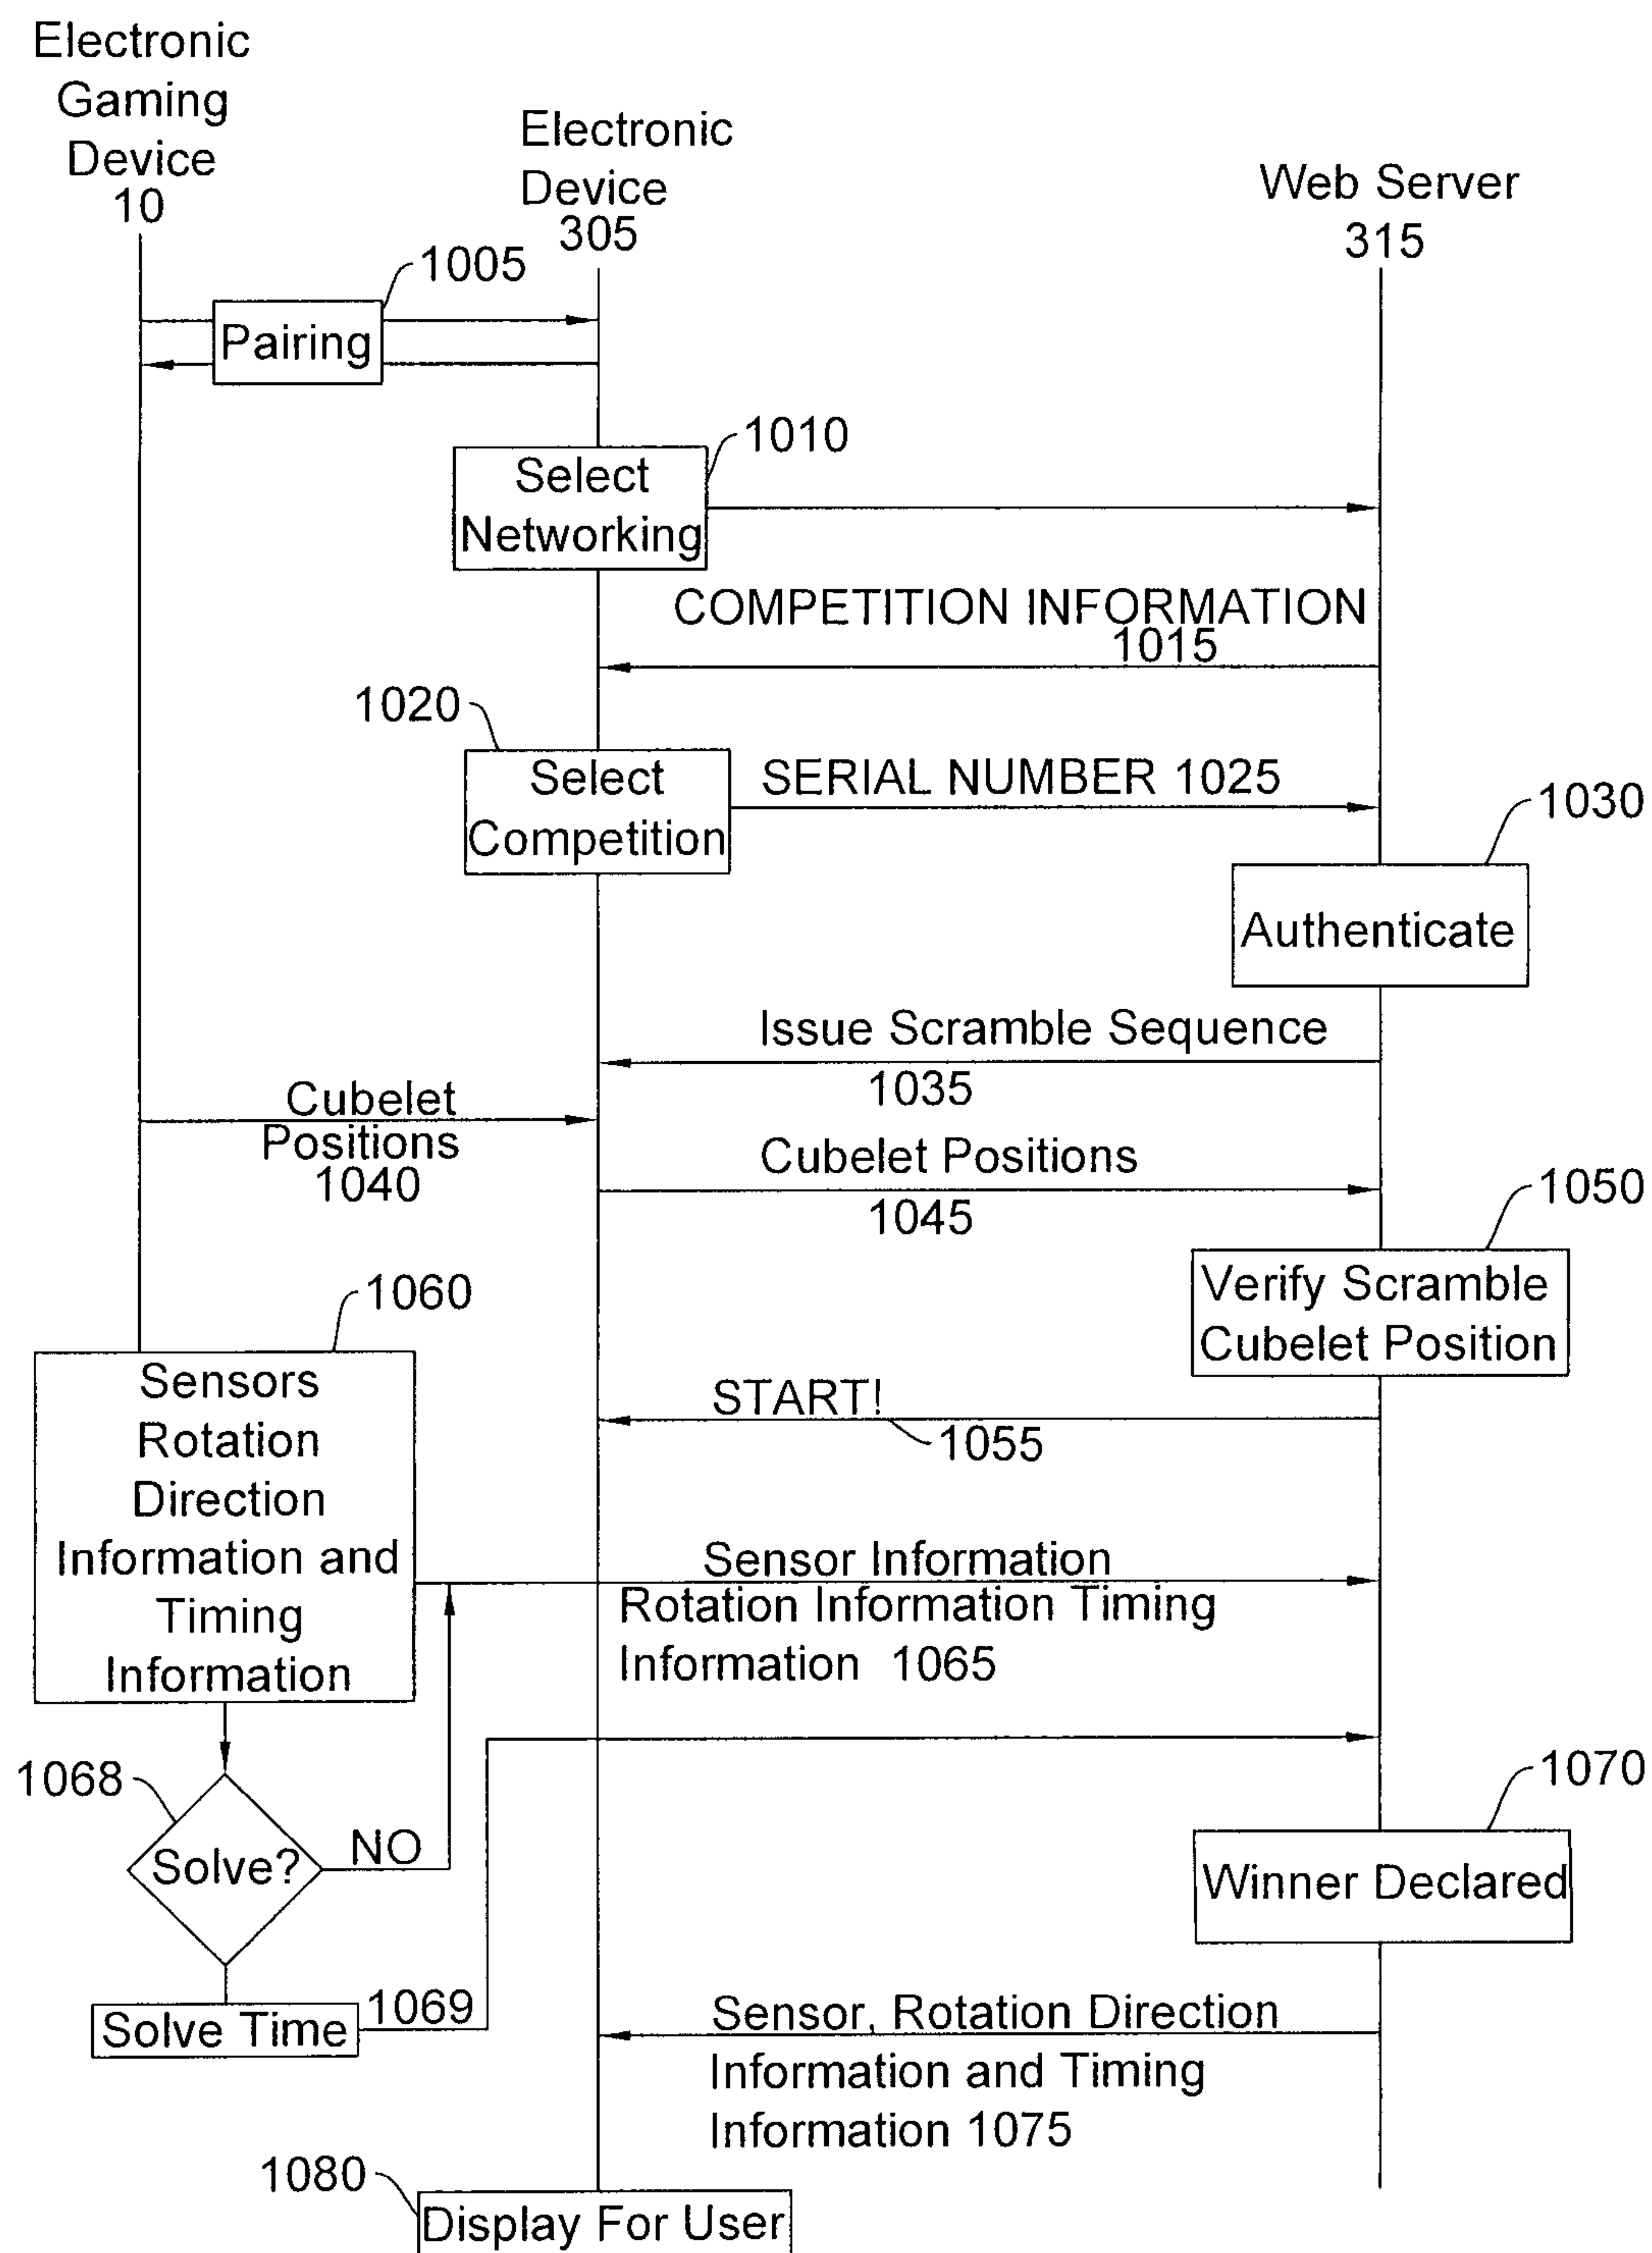 Electronic
Gaming
Device
10
Electronic
Device
305
Web Server
315
1005
Pairing
1010
Select
Networking
COMPETITION INFORMATION
1015
1020
Select
Competition
SERIAL NUMBER 1025
1030
Authenticate
Issue Scramble Sequence
1035
Cubelet
Positions
1040
Cubelet Positions
1045
1050
Verify Scramble
Cubelet Position
1060
Sensors
Rotation
Direction
Information and
Timing
Information
START!
1055
Sensor Information
Rotation Information Timing
Information 1065
1068
Solve?
NO
1070
Winner Declared
Solve Time
1069
Sensor, Rotation Direction
Information and Timing
Information 1075
1080
Display For User